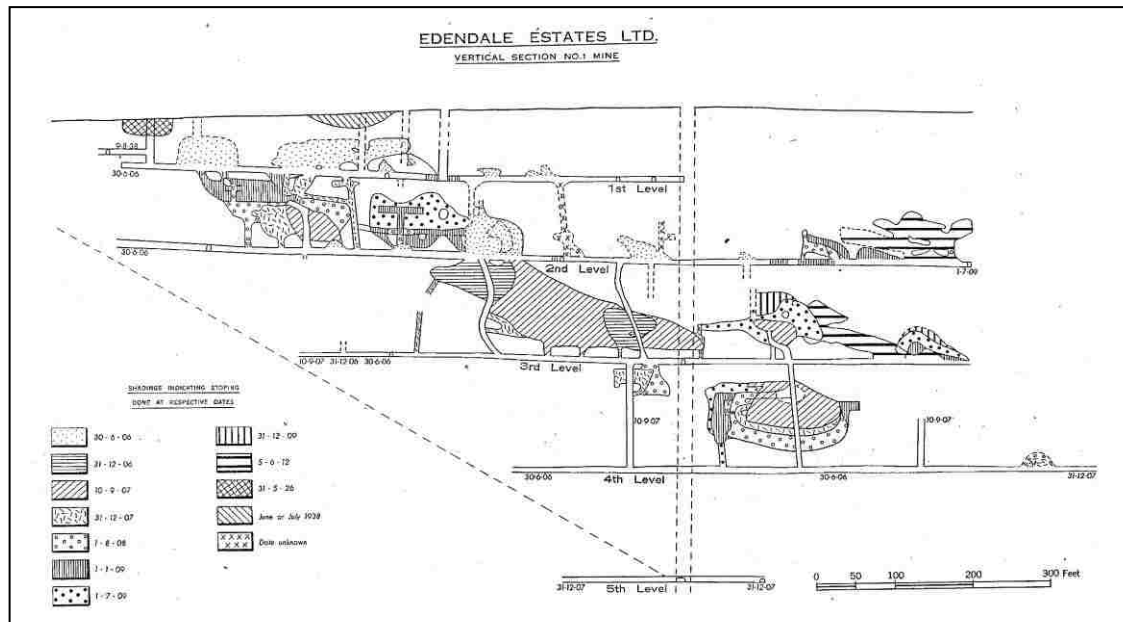 EDENDALE ESTATES LTD.
VERTICAL SECTION NO.1 MINE
9-8-38
30-6-06
1st Level
30-6-06
2nd Level
1-7-09
10-9-07 31-12-06 30-6-06
3rd Level
10-9-07
10-9-07
30-6-06
4th Level
30-6-06
31-12-07
31-12-07
5th Level
31-12-07
SHADINGS INDICATING STOPING
DONE AT RESPECTIVE DATES
30-6-06
31-12-06
10-9-07
31-12-07
1-8-08
1-1-09
1-7-09
31-12-09
5-6-12
31-5-26
June or July 1938
Date unknown
0 50 100 200 300 Feet